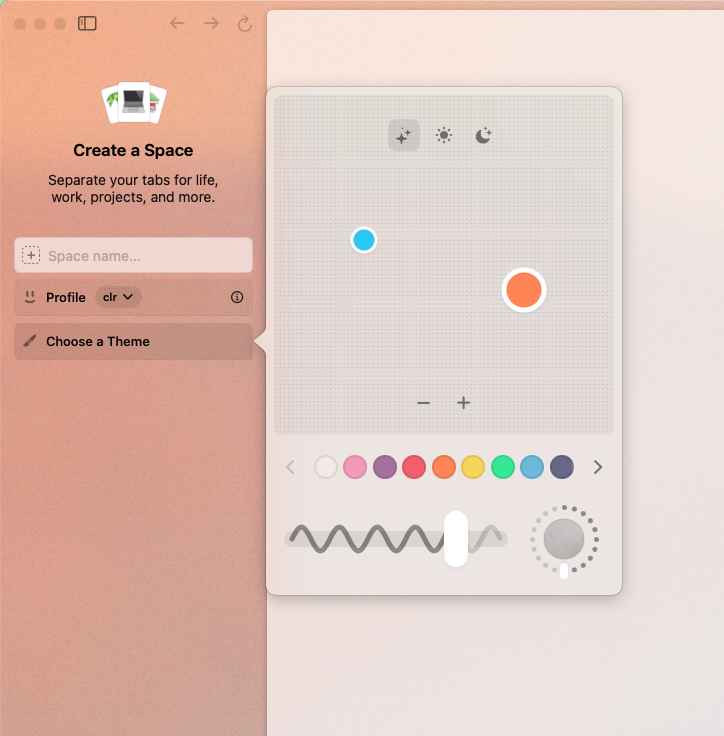 Create a Space
Separate your tabs for life,
work, projects, and more.
Space name...
Profile clr
Choose a Theme